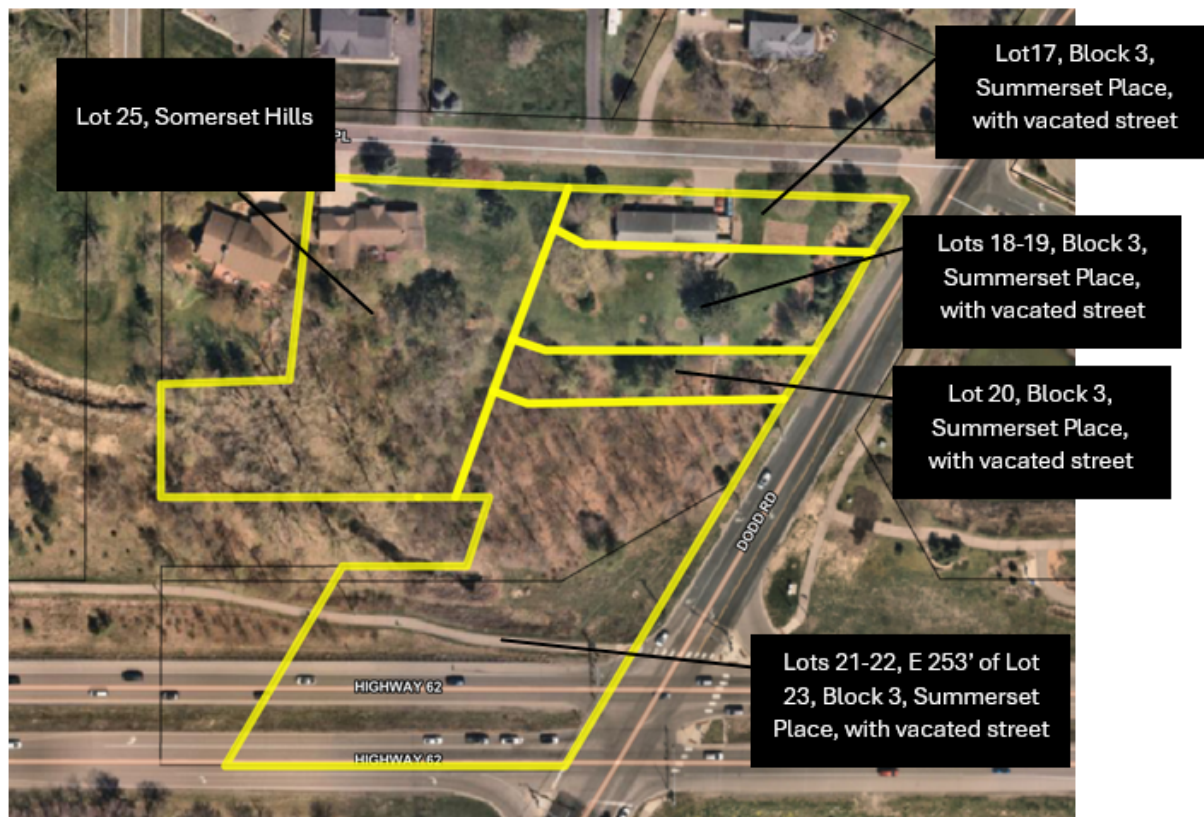 Lot 25, Somerset Hills
PL
Lot17, Block 3,
Summerset Place,
with vacated street
Lots 18-19, Block 3,
Summerset Place,
with vacated street
Lot 20, Block 3,
Summerset Place,
with vacated street
DODD RD
Lots 21-22, E 253’ of Lot
23, Block 3, Summerset
Place, with vacated street
HIGHWAY 62
HIGHWAY 62